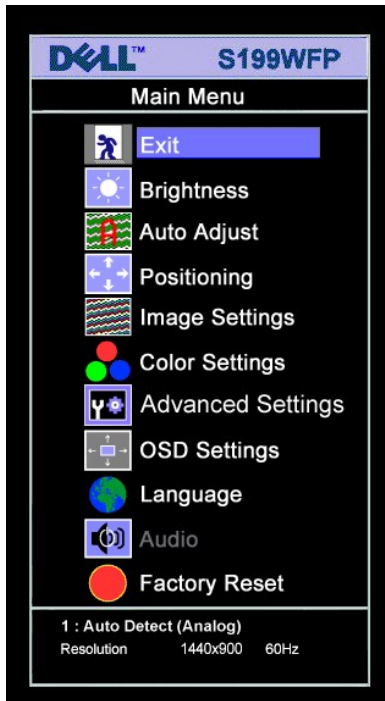 DELL™ S199WFP
Main Menu
Exit
Brightness
Auto Adjust
Positioning
Image Settings
Color Settings
Advanced Settings
OSD Settings
Language
Audio
Factory Reset
1 : Auto Detect (Analog)
Resolution 1440x900 60Hz